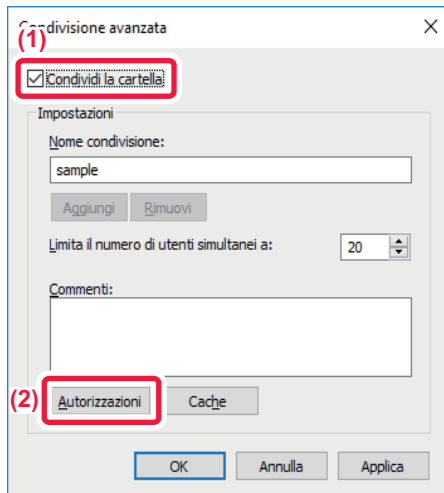 Condivisione avanzata
(1)
Condividi la cartella
Impostazioni
Nome condivisione:
sample
Aggiungi Rimuovi
Limita il numero di utenti simultanei a: 20
Commenti:
(2) Autorizzazioni Cache
OK Annulla Applica